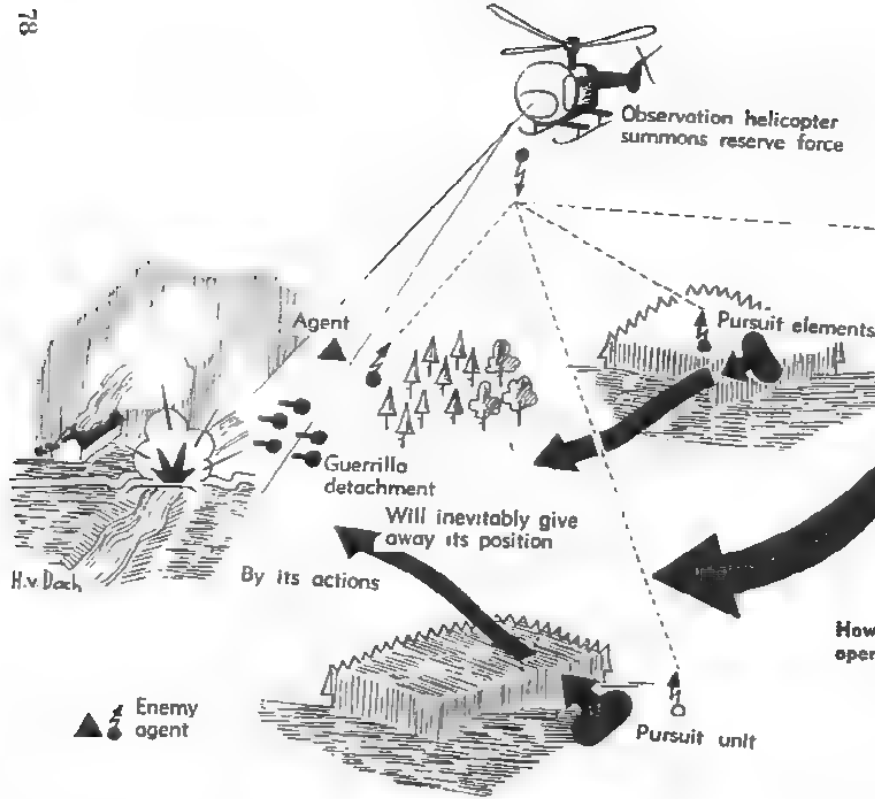 78
Observation helicopter
summons reserve force
Agent
Pursuit elements
Guerrilla
detachment
Will inevitably give
away its position
By its actions
H.v.Dach
How
oper
Enemy
agent
Pursuit unit